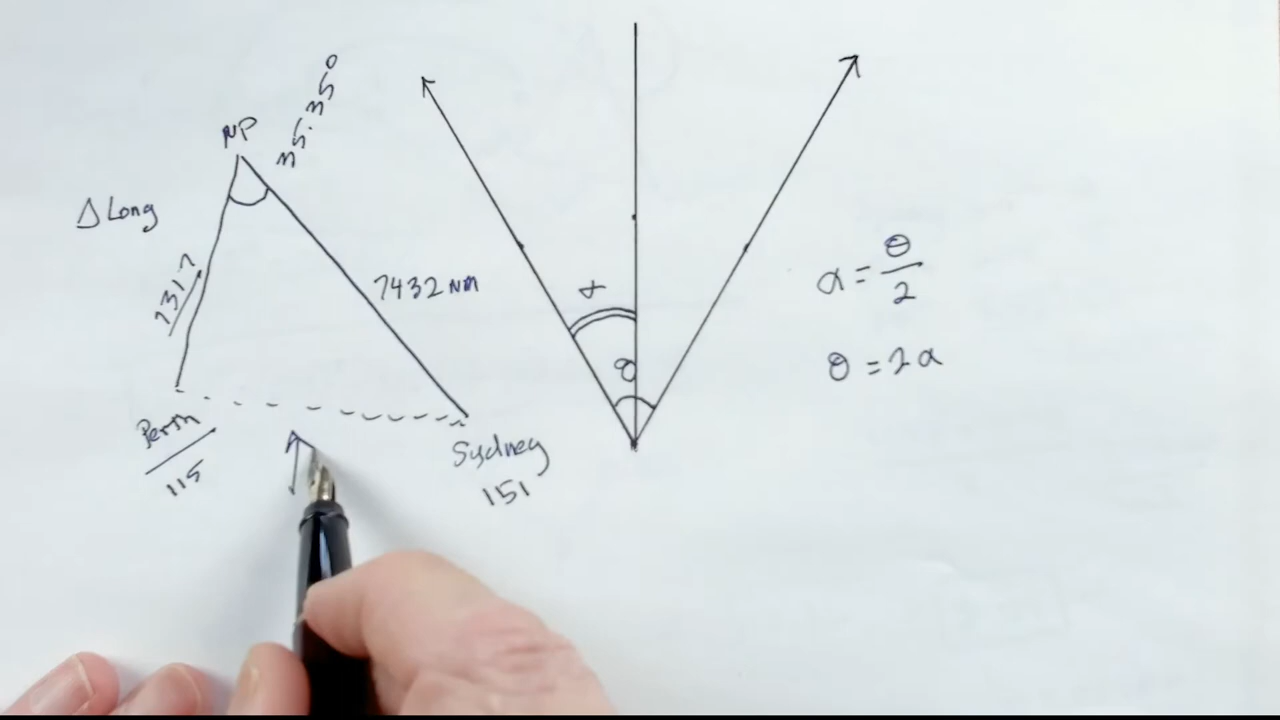 NP
35.35°
Δ Long
7317
7432 NM
Perth
115
Sydney
151
α
θ
α = θ/2
θ = 2α